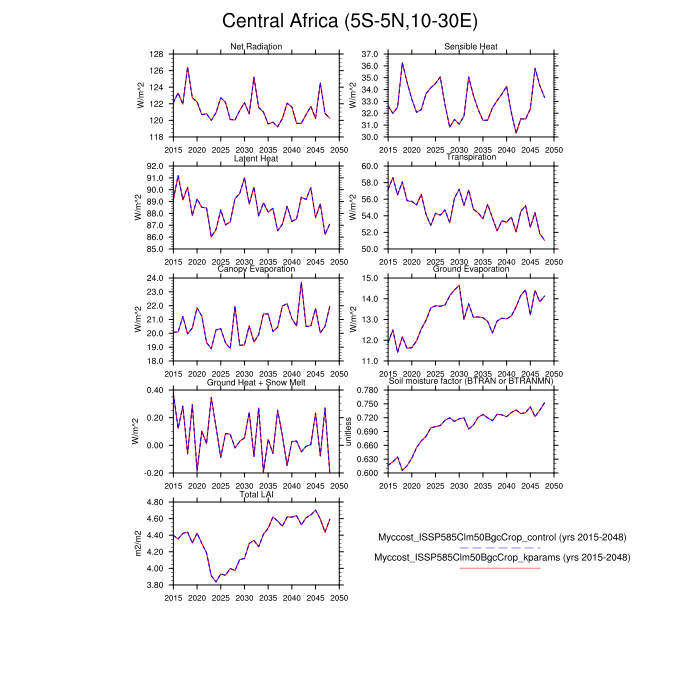 Central Africa (5S-5N,10-30E)
Net Radiation
Sensible Heat
W/m^2
128
126
124
122
120
118
2015 2020 2025 2030 2035 2040 2045 2050
W/m^2
37.0
36.0
35.0
34.0
33.0
32.0
31.0
30.0
2015 2020 2025 2030 2035 2040 2045 2050
Latent Heat
Transpiration
W/m^2
92.0
91.0
90.0
89.0
88.0
87.0
86.0
85.0
2015 2020 2025 2030 2035 2040 2045 2050
W/m^2
60.0
58.0
56.0
54.0
52.0
50.0
2015 2020 2025 2030 2035 2040 2045 2050
Canopy Evaporation
Ground Evaporation
W/m^2
24.0
23.0
22.0
21.0
20.0
19.0
18.0
2015 2020 2025 2030 2035 2040 2045 2050
W/m^2
15.0
14.0
13.0
12.0
11.0
2015 2020 2025 2030 2035 2040 2045 2050
Ground Heat + Snow Melt
Soil moisture factor (BTRAN or BTRANMN)
W/m^2
0.40
0.20
0.00
-0.20
2015 2020 2025 2030 2035 2040 2045 2050
unitless
0.780
0.750
0.720
0.690
0.660
0.630
0.600
2015 2020 2025 2030 2035 2040 2045 2050
Total LAI
m2/m2
4.80
4.60
4.40
4.20
4.00
3.80
2015 2020 2025 2030 2035 2040 2045 2050
Myccost_ISSP585Clm50BgcCrop_control (yrs 2015-2048)
Myccost_ISSP585Clm50BgcCrop_kparams (yrs 2015-2048)